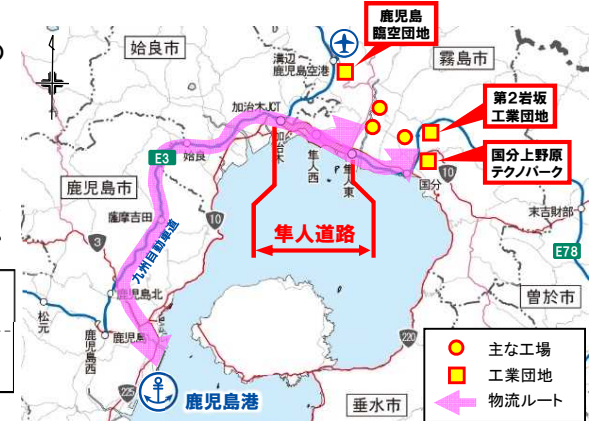 の
鹿児島
臨空団地
姶良市
霧島市
溝辺
鹿児島空港
第2岩坂
工業団地
加治木JCT
加治木
隼人西
隼人東
国分
国分上野原
テクノパーク
10
E3
姶良
鹿児島市
薩摩吉田
10
隼人道路
末吉財部
E78
3
九州自動車道
曽於市
鹿児島北
松元
鹿児島
鹿児島西
220
225
鹿児島港
垂水市
主な工場
工業団地
物流ルート